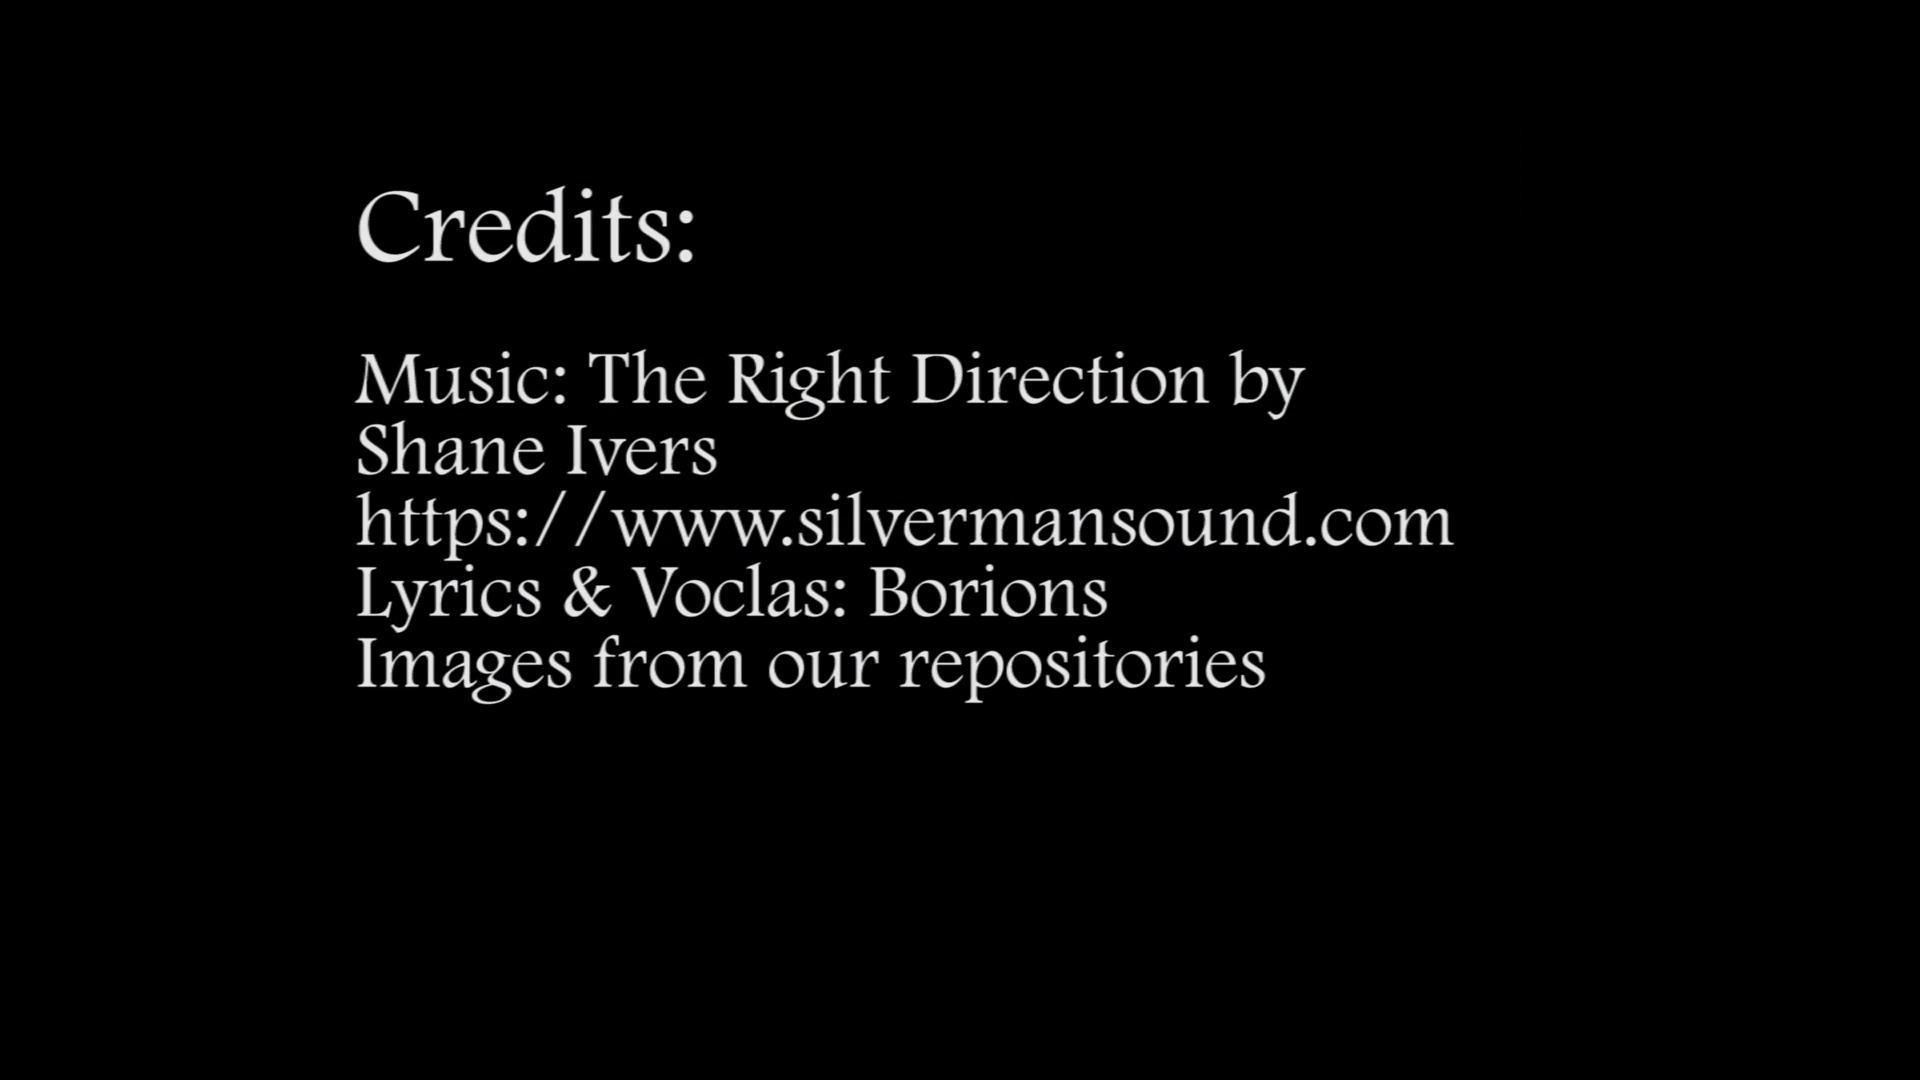 Credits:
Music: The Right Direction by
Shane Ivers
https://www.silvermansound.com
Lyrics & Voclas: Borions
Images from our repositories